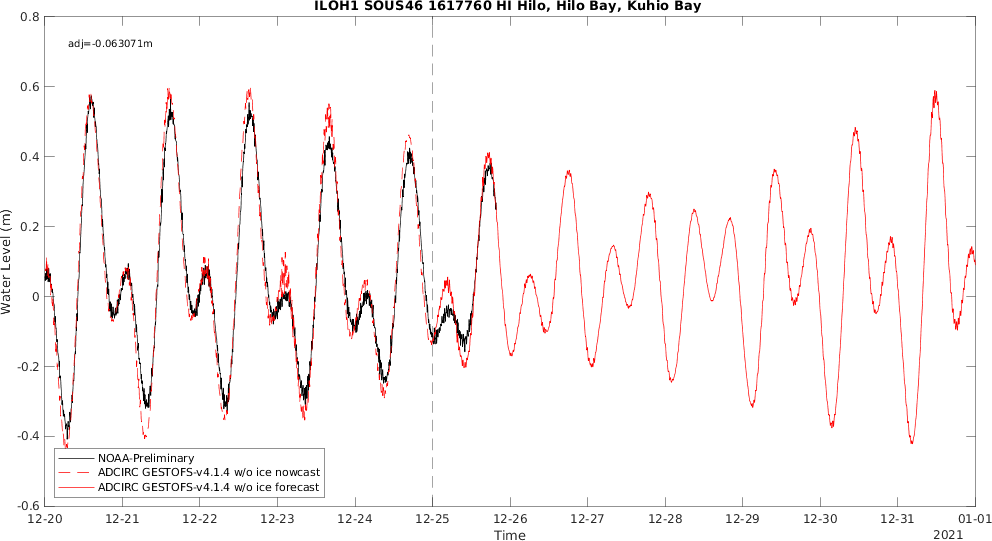 ILOH1 SOUS46 1617760 HI Hilo, Hilo Bay, Kuhio Bay
adj=-0.063071m
Water Level (m)
0.8
0.6
0.4
0.2
0
-0.2
-0.4
-0.6
NOAA-Preliminary
ADCIRC GESTOFS-v4.1.4 w/o ice nowcast
ADCIRC GESTOFS-v4.1.4 w/o ice forecast
12-20 12-21 12-22 12-23 12-24 12-25 12-26 12-27 12-28 12-29 12-30 12-31 01-01
Time
2021